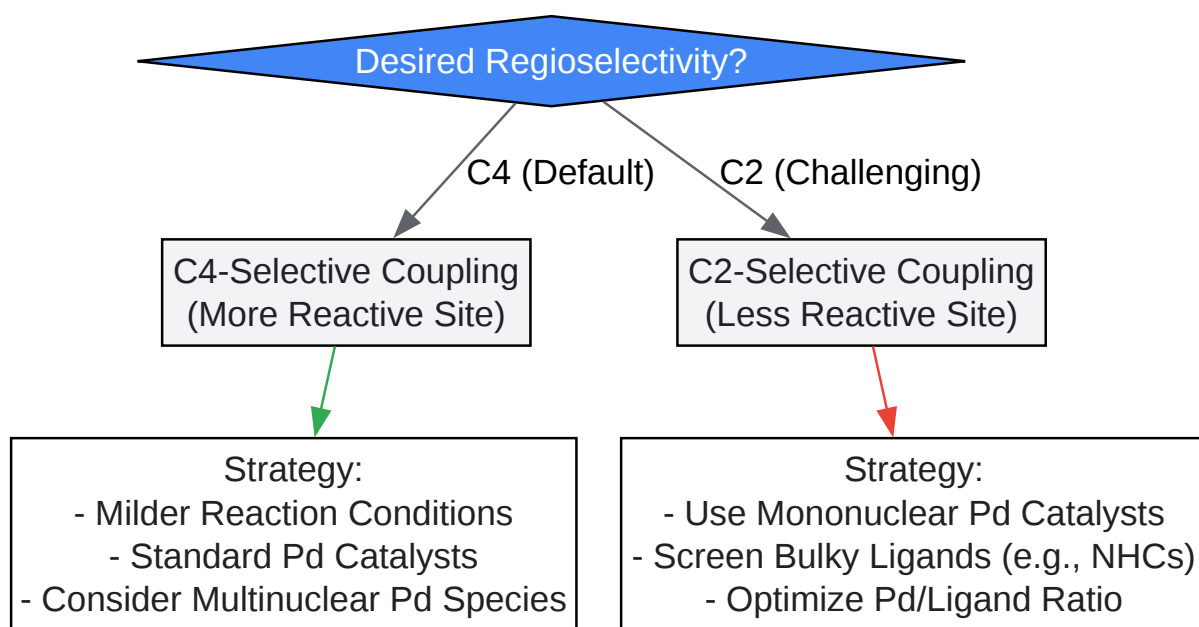 Desired Regioselectivity?
C4 (Default)
C2 (Challenging)
C4-Selective Coupling
(More Reactive Site)
C2-Selective Coupling
(Less Reactive Site)
Strategy:
- Milder Reaction Conditions
- Standard Pd Catalysts
- Consider Multinuclear Pd Species
Strategy:
- Use Mononuclear Pd Catalysts
- Screen Bulky Ligands (e.g., NHCs)
- Optimize Pd/Ligand Ratio